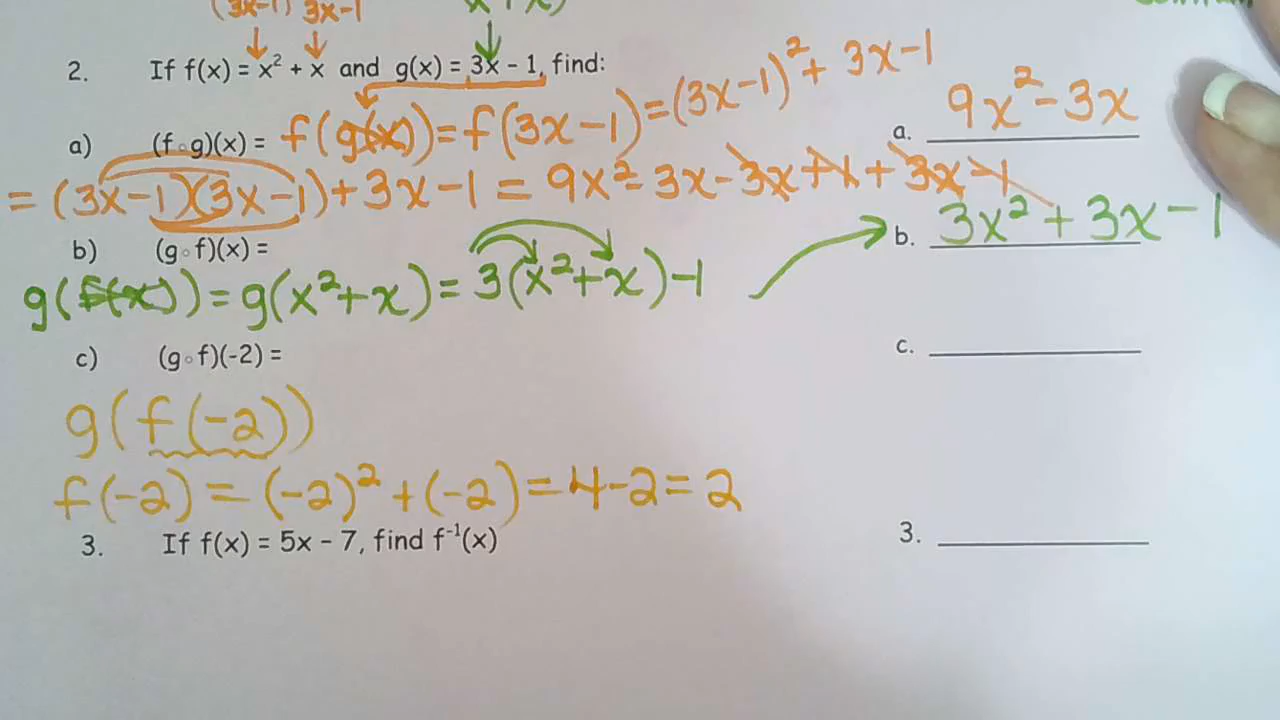 (3x-1) 3x-1
2. If f(x) = x² + x and g(x) = 3x - 1, find:
a) (f∘g)(x) = f(g(x)) = f(3x-1) = (3x-1)² + 3x-1
a. 9x² - 3x
= (3x-1)(3x-1) + 3x-1 = 9x² - 3x - 3x + 1 + 3x - 1
b) (g∘f)(x) =
b. 3x² + 3x - 1
g(f(x)) = g(x²+x) = 3(x²+x) - 1
c) (g∘f)(-2) =
c.
g(f(-2))
f(-2) = (-2)² + (-2) = 4-2 = 2
3. If f(x) = 5x - 7, find f⁻¹(x)
3.